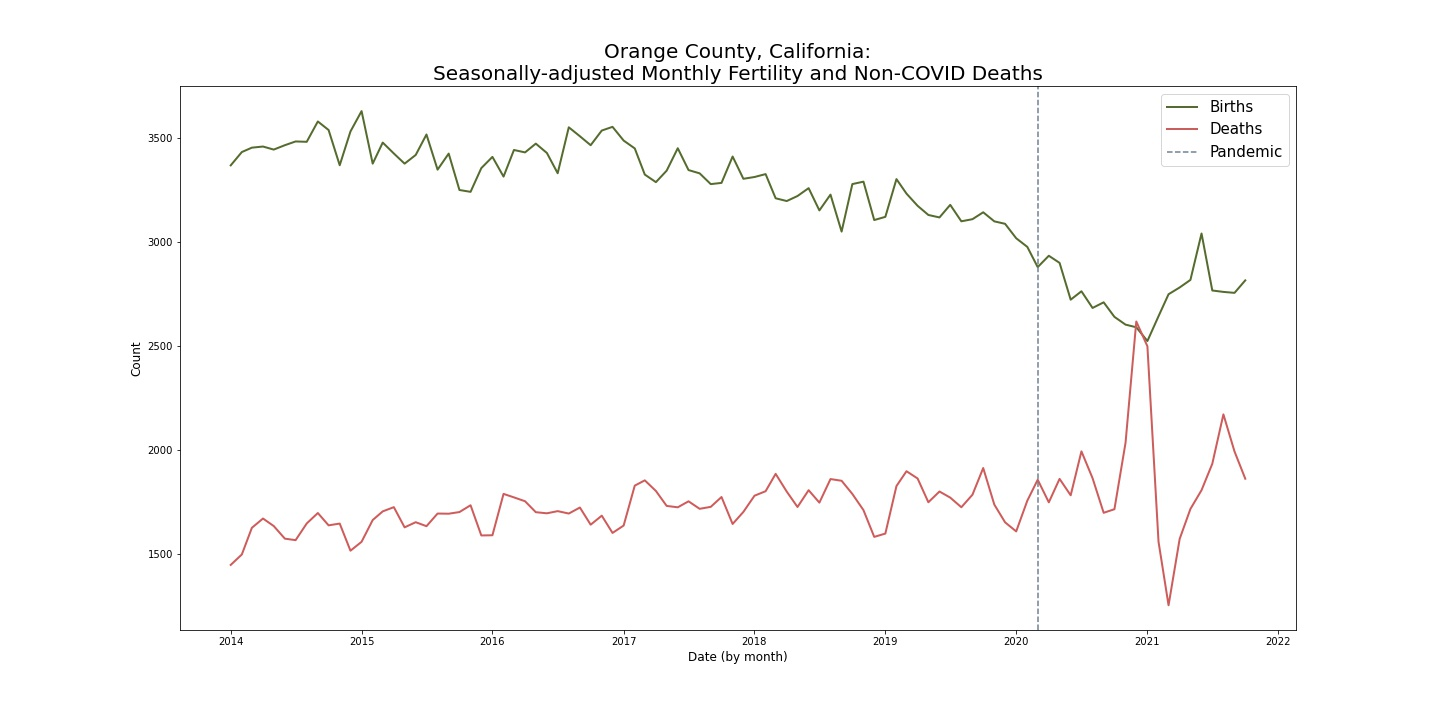 Orange County, California:
Seasonally-adjusted Monthly Fertility and Non-COVID Deaths
Births
Deaths
Pandemic
3500
3000
2500
2000
1500
Count
2014
2015
2016
2017
2018
2019
2020
2021
2022
Date (by month)